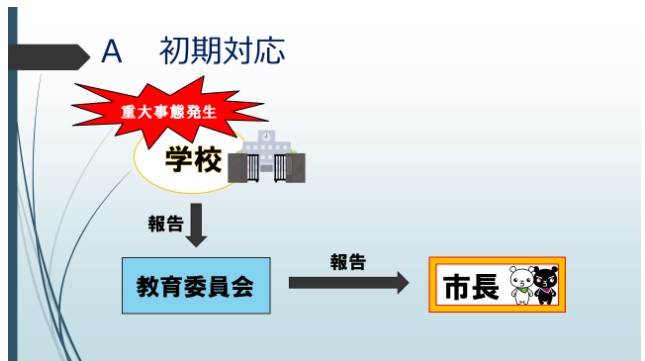 A 初期対応
重大事態発生
学校
報告
教育委員会
報告
市長